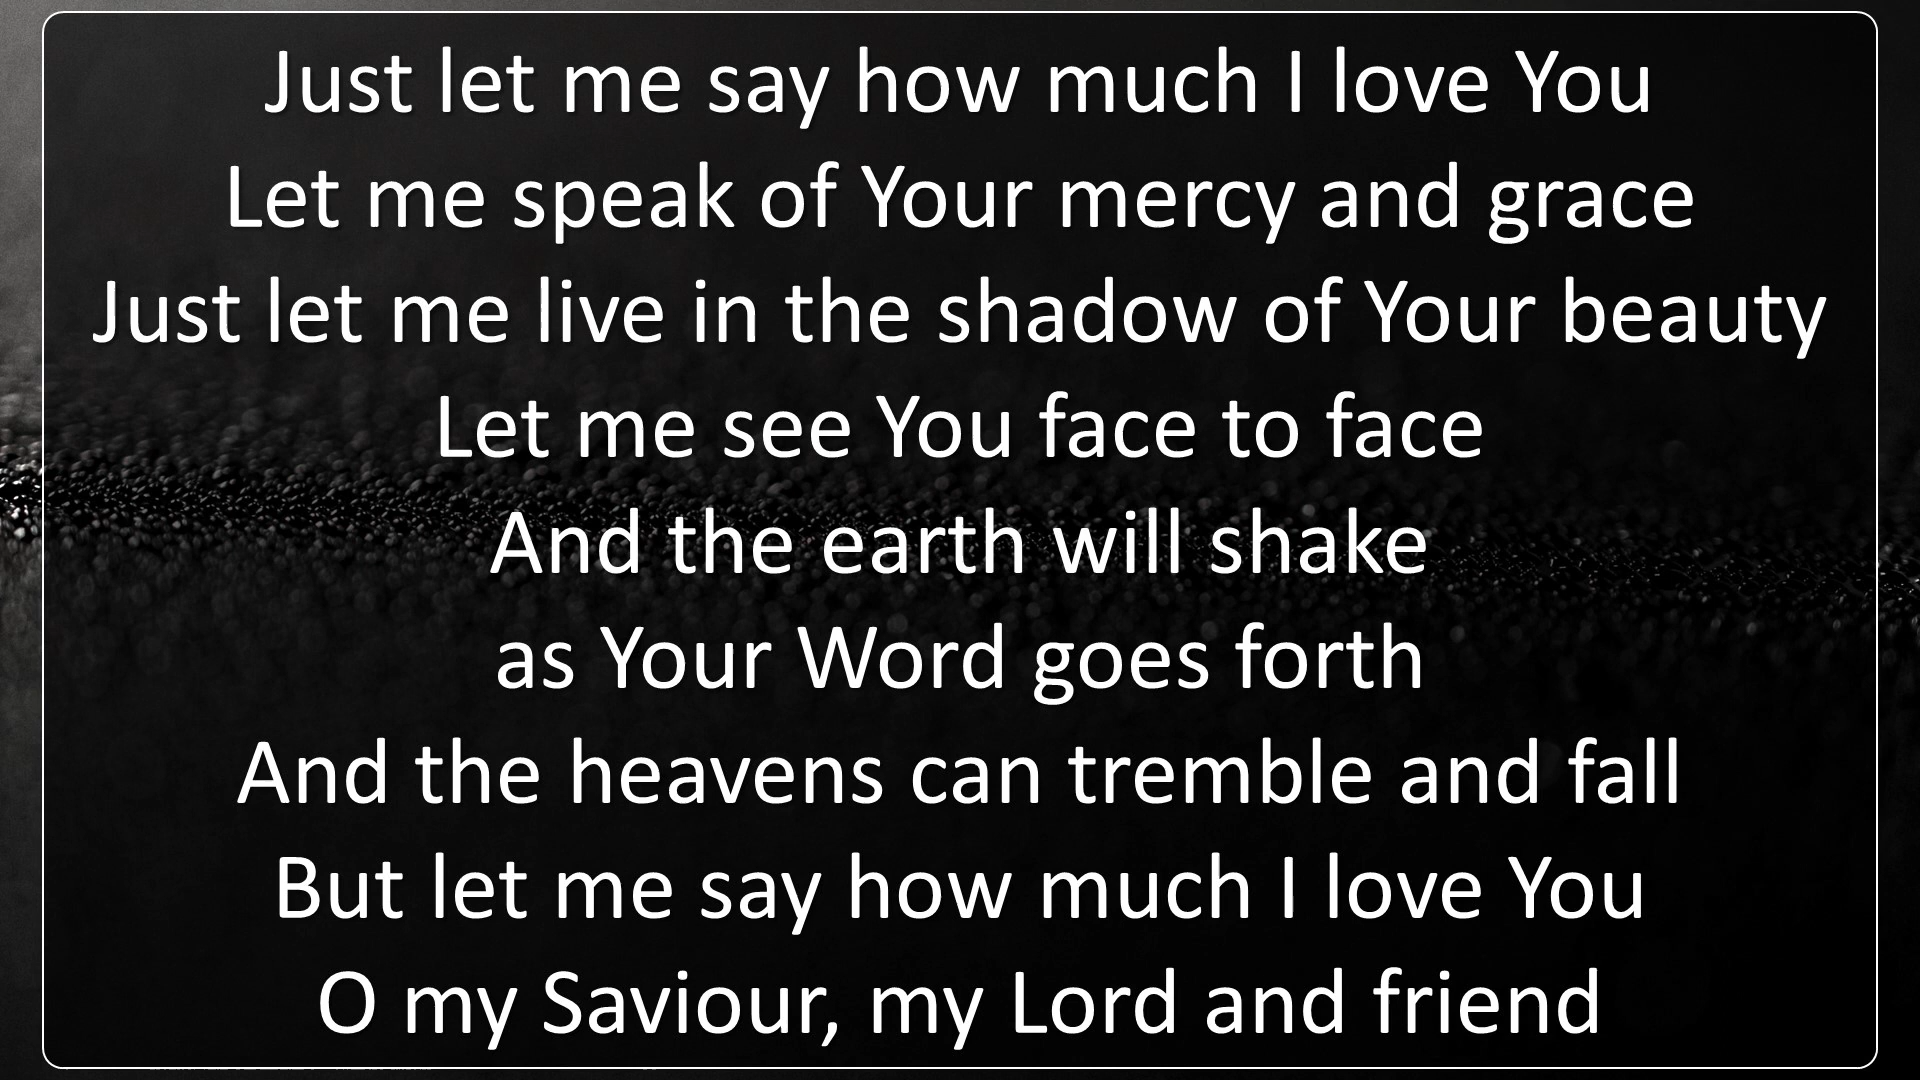 Just let me say how much I love You
Let me speak of Your mercy and grace
Just let me live in the shadow of Your beauty
Let me see You face to face
And the earth will shake
as Your Word goes forth
And the heavens can tremble and fall
But let me say how much I love You
O my Saviour, my Lord and friend